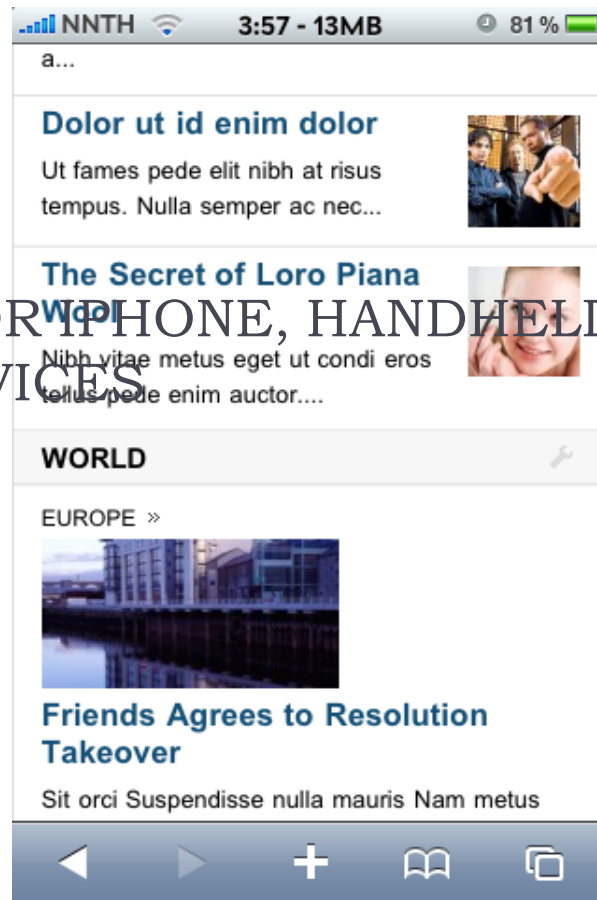 NNTH 3:57 - 13MB 81 %
a...
Dolor ut id enim dolor
Ut fames pede elit nibh at risus
tempus. Nulla semper ac nec...
The Secret of Loro Piana
Wool
OR IPHONE, HANDHELD
Nibh vitae metus eget ut condi eros
VICES
tellus pede enim auctor....
WORLD
EUROPE »
Friends Agrees to Resolution
Takeover
Sit orci Suspendisse nulla mauris Nam metus